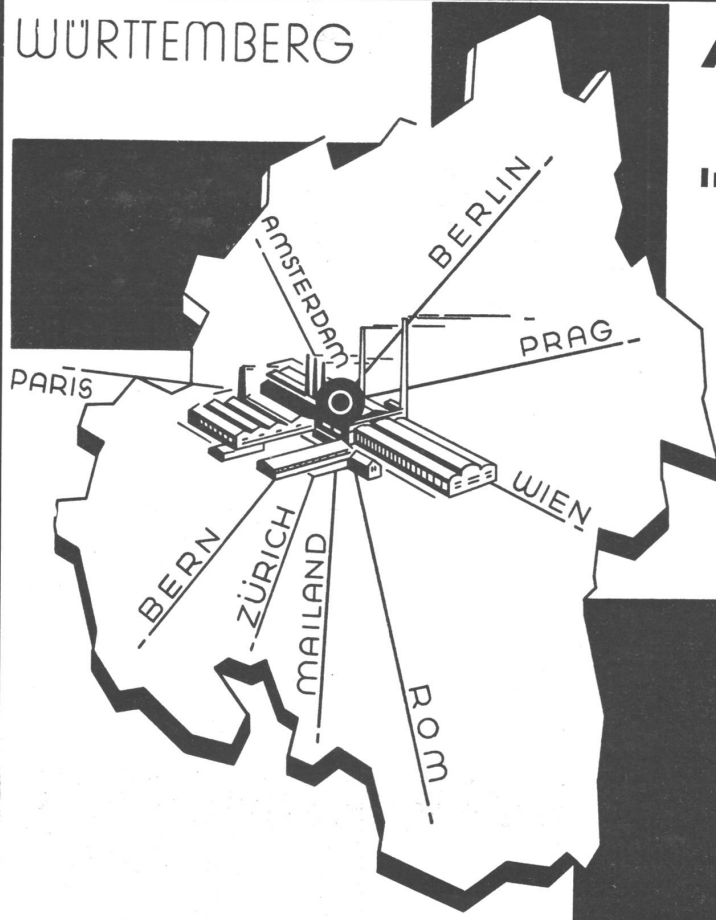 WÜRTTEMBERG
AMSTERDAM
BERLIN
PRAG
PARIS
WIEN
BERN
ZÜRICH
MAILAND
ROM